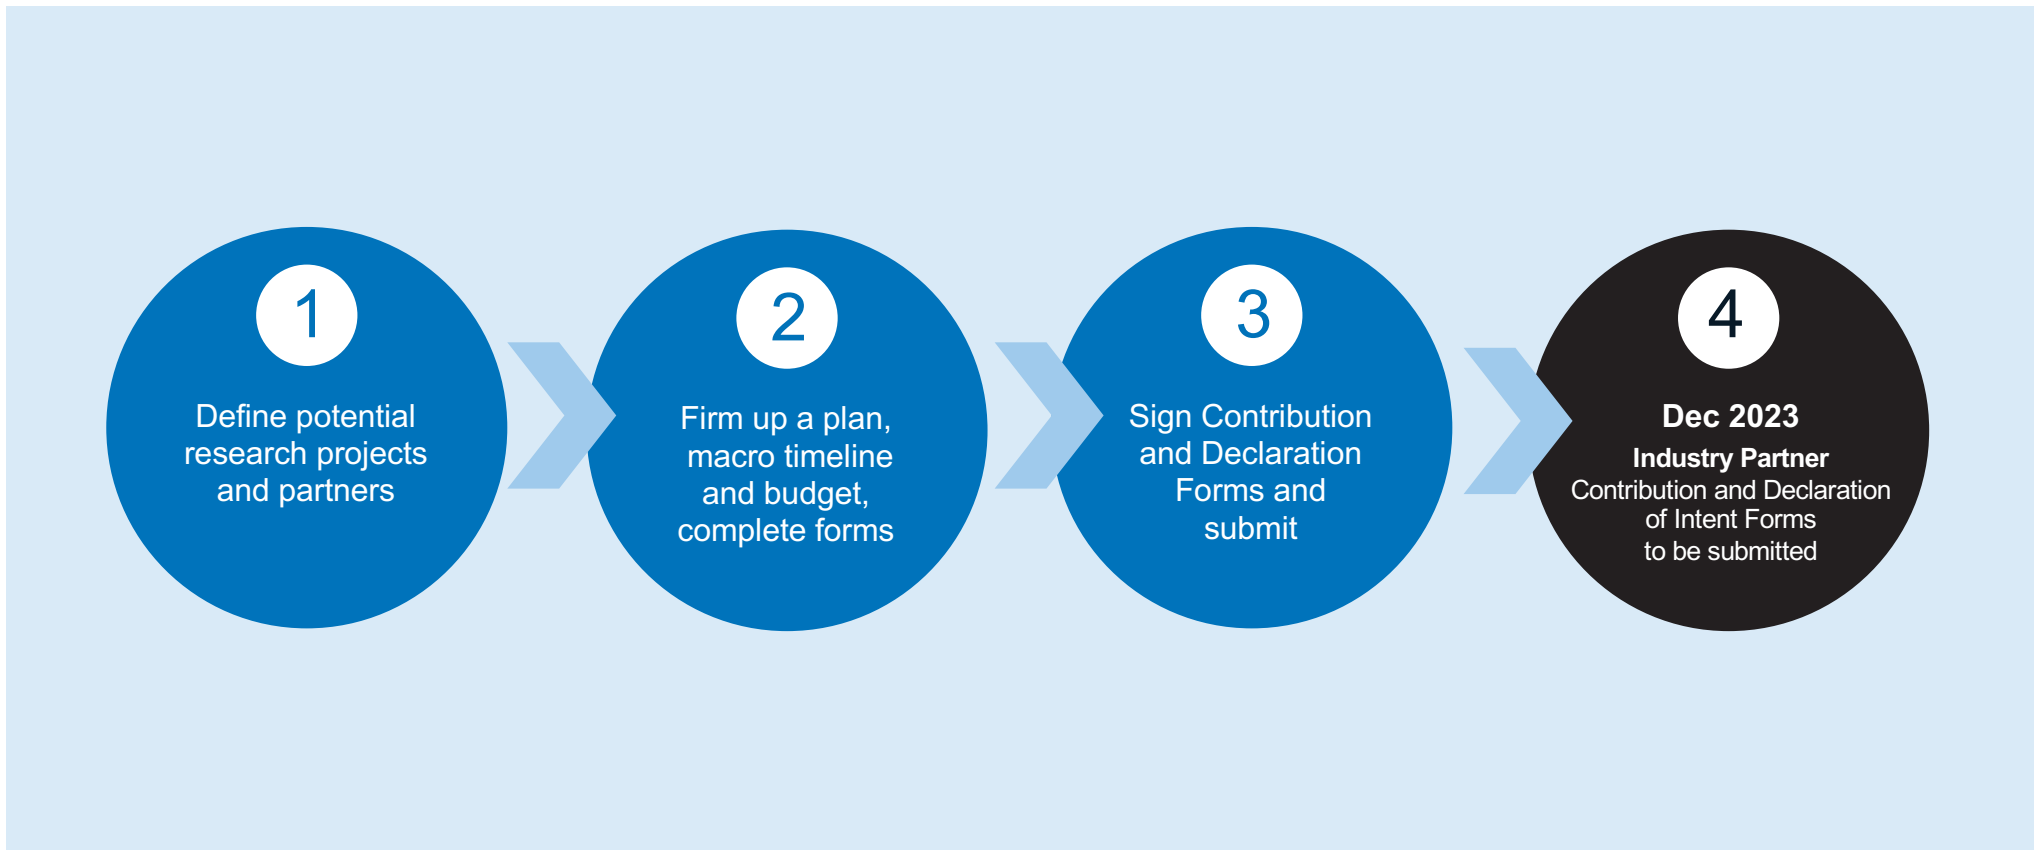 1
Define potential
research projects
and partners
2
Firm up a plan,
macro timeline
and budget,
complete forms
3
Sign Contribution
and Declaration
Forms and
submit
4
Dec 2023
Industry Partner
Contribution and Declaration
of Intent Forms
to be submitted